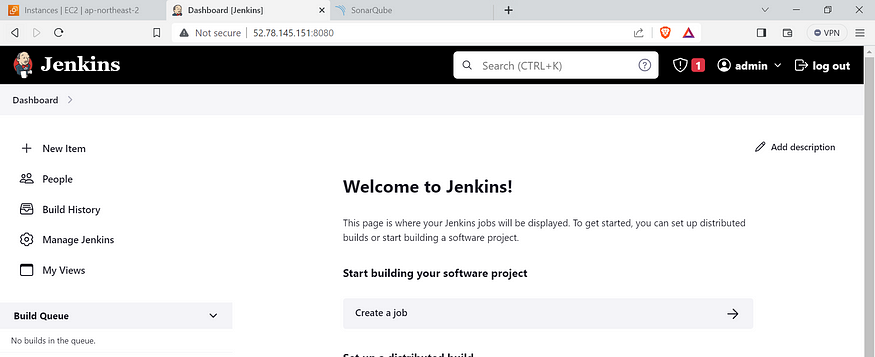 Instances | EC2 | ap-northeast-2
Dashboard [Jenkins]
SonarQube
Not secure
52.78.145.151:8080
VPN
Jenkins
Search (CTRL+K)
1
admin
log out
Dashboard
New Item
Add description
People
Build History
Manage Jenkins
My Views
Build Queue
No builds in the queue.
Welcome to Jenkins!
This page is where your Jenkins jobs will be displayed. To get started, you can set up distributed
builds or start building a software project.
Start building your software project
Create a job
Set up a distributed build